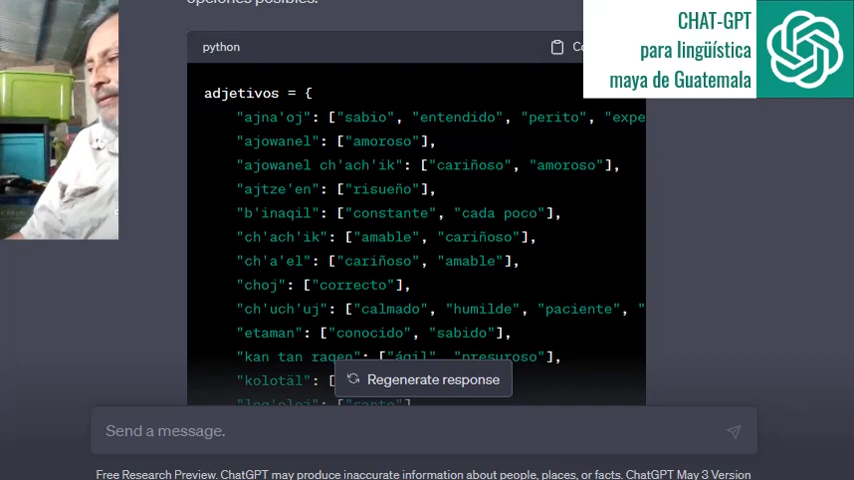 opciones posibles.
CHAT-GPT
para lingüística
maya de Guatemala
python
adjetivos = {
"ajna'oj": ["sabio", "entendido", "perito", "expe
"ajowanel": ["amoroso"],
"ajowanel ch'ach'ik": ["cariñoso", "amoroso"],
"ajtze'en": ["risueño"],
"b'inaqil": ["constante", "cada poco"],
"ch'ach'ik": ["amable", "cariñoso"],
"ch'a'el": ["cariñoso", "amable"],
"choj": ["correcto"],
"ch'uch'uj": ["calmado", "humilde", "paciente", "
"etaman": ["conocido", "sabido"],
"kan tan raqen": ["ágil", "presuroso"],
"kolotäl": [
Regenerate response
Send a message.
Free Research Preview. ChatGPT may produce inaccurate information about people, places, or facts. ChatGPT May 3 Version